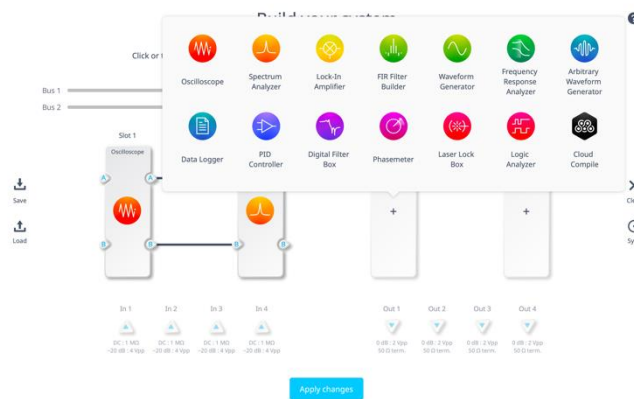 Build your system
Oscilloscope
Spectrum
Analyzer
Lock-In
Amplifier
FIR Filter
Builder
Waveform
Generator
Frequency
Response
Analyzer
Arbitrary
Waveform
Generator
Click or
Bus 1
Bus 2
Data Logger
PID
Controller
Digital Filter
Box
Phasemeter
Laser Lock
Box
Logic
Analyzer
Cloud
Compile
Slot 1
Oscilloscope
A A
Save
Load
+ +
B B B B
In 1 In 2 In 3 In 4 Out 1 Out 2 Out 3 Out 4
DC : 1 MΩ DC : 1 MΩ DC : 1 MΩ DC : 1 MΩ 0 dB : 2 Vpp 0 dB : 2 Vpp 0 dB : 2 Vpp 0 dB : 2 Vpp
-20 dB : 4 Vpp -20 dB : 4 Vpp -20 dB : 4 Vpp -20 dB : 4 Vpp 50 Ω term. 50 Ω term. 50 Ω term. 50 Ω term.
Apply changes